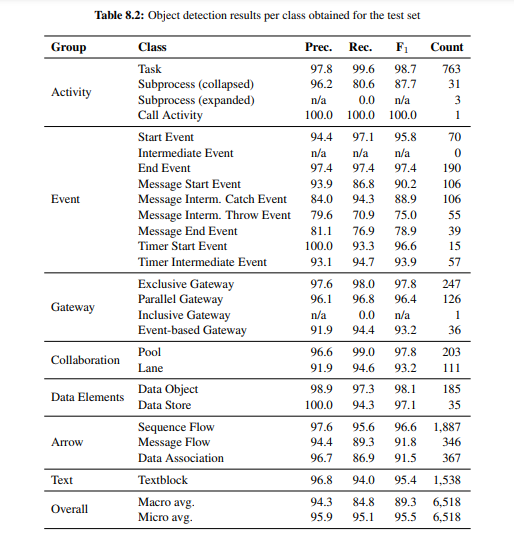 Table 8.2: Object detection results per class obtained for the test set
Group Class Prec. Rec. F1 Count
Activity
Task 97.8 99.6 98.7 763
Subprocess (collapsed) 96.2 80.6 87.7 31
Subprocess (expanded) n/a 0.0 n/a 3
Call Activity 100.0 100.0 100.0 1
Event
Start Event 94.4 97.1 95.8 70
Intermediate Event n/a n/a n/a 0
End Event 97.4 97.4 97.4 190
Message Start Event 93.9 86.8 90.2 106
Message Interm. Catch Event 84.0 94.3 88.9 106
Message Interm. Throw Event 79.6 70.9 75.0 55
Message End Event 81.1 76.9 78.9 39
Timer Start Event 100.0 93.3 96.6 15
Timer Intermediate Event 93.1 94.7 93.9 57
Gateway
Exclusive Gateway 97.6 98.0 97.8 247
Parallel Gateway 96.1 96.8 96.4 126
Inclusive Gateway n/a 0.0 n/a 1
Event-based Gateway 91.9 94.4 93.2 36
Collaboration
Pool 96.6 99.0 97.8 203
Lane 91.9 94.6 93.2 111
Data Elements
Data Object 98.9 97.3 98.1 185
Data Store 100.0 94.3 97.1 35
Arrow
Sequence Flow 97.6 95.6 96.6 1,887
Message Flow 94.4 89.3 91.8 346
Data Association 96.7 86.9 91.5 367
Text Textblock 96.8 94.0 95.4 1,538
Overall
Macro avg. 94.3 84.8 89.3 6,518
Micro avg. 95.9 95.1 95.5 6,518